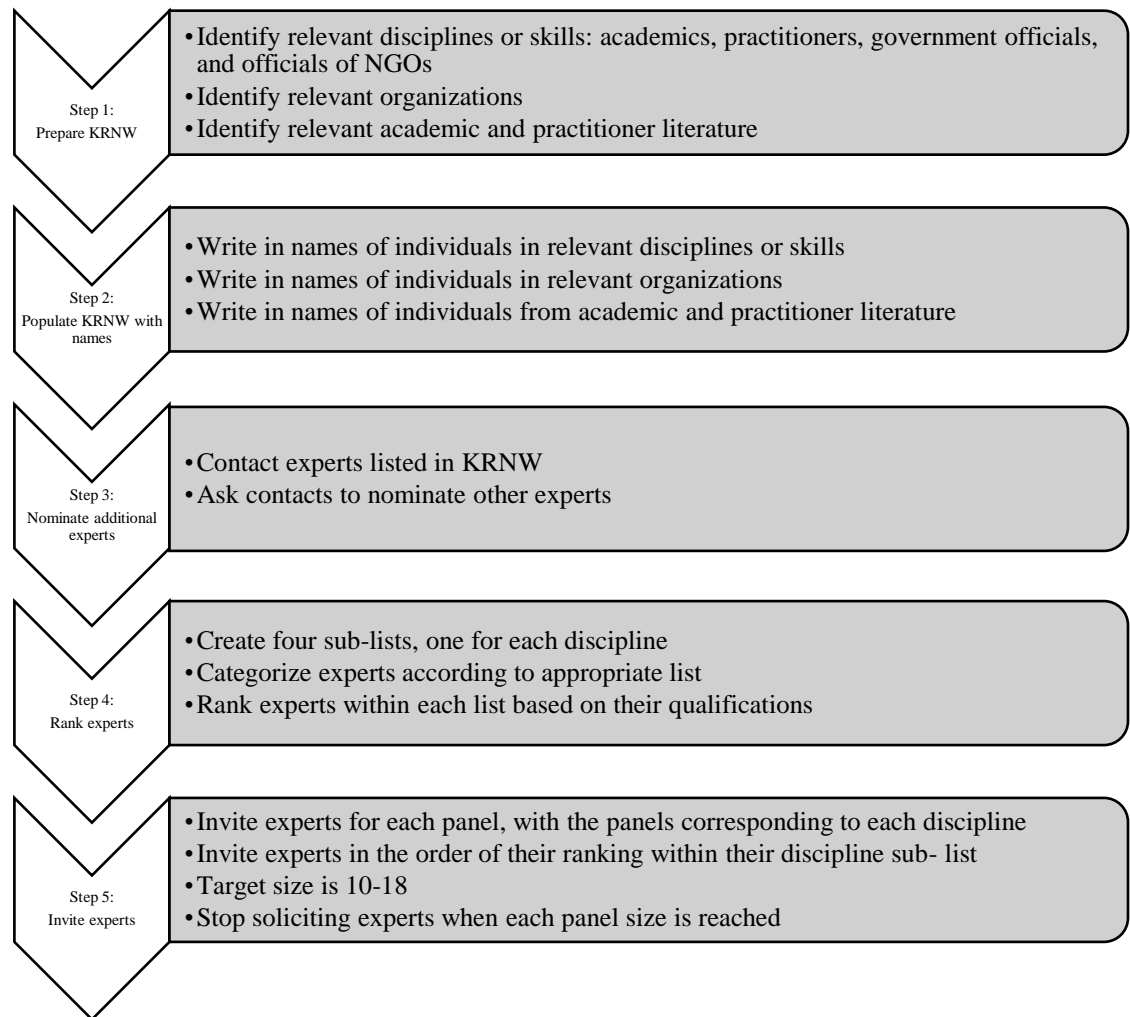 Step 1:
Prepare KRNW
•Identify relevant disciplines or skills: academics, practitioners, government officials,
and officials of NGOs
•Identify relevant organizations
•Identify relevant academic and practitioner literature
Step 2:
Populate KRNW with
names
•Write in names of individuals in relevant disciplines or skills
•Write in names of individuals in relevant organizations
•Write in names of individuals from academic and practitioner literature
Step 3:
Nominate additional
experts
•Contact experts listed in KRNW
•Ask contacts to nominate other experts
Step 4:
Rank experts
•Create four sub-lists, one for each discipline
•Categorize experts according to appropriate list
•Rank experts within each list based on their qualifications
Step 5:
Invite experts
•Invite experts for each panel, with the panels corresponding to each discipline
•Invite experts in the order of their ranking within their discipline sub- list
•Target size is 10-18
•Stop soliciting experts when each panel size is reached